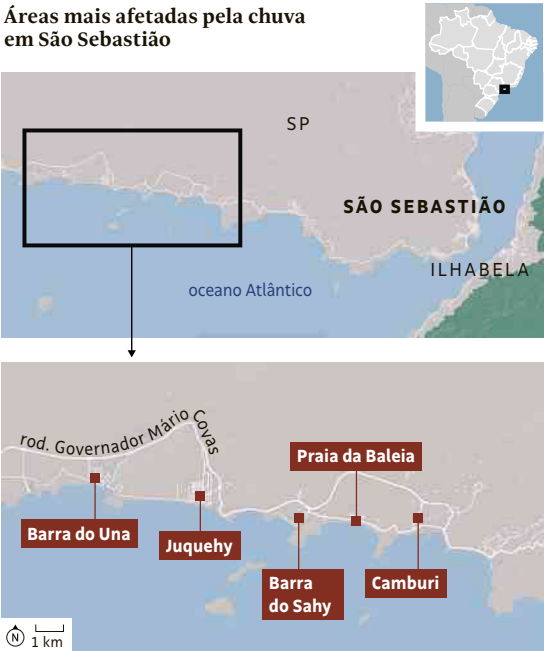 Áreas mais afetadas pela chuva
em São Sebastião
SP
SÃO SEBASTIÃO
ILHABELA
oceano Atlântico
rod. Governador Mário Covas
Praia da Baleia
Barra do Una
Juquehy
Barra
do Sahy
Camburi
N
1 km